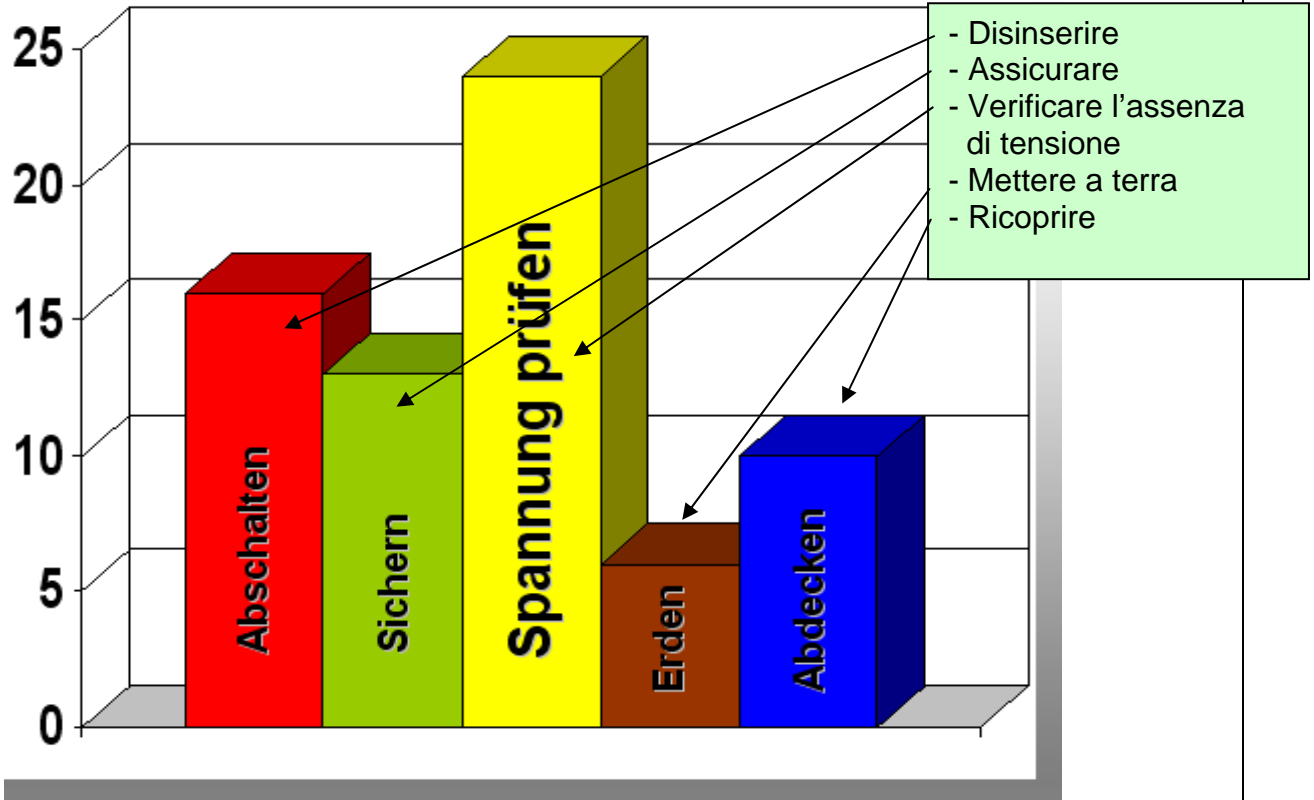 25
20
15
10
5
0
Abschalten
Sichern
Spannung prüfen
Erden
Abdecken
- Disinserire
- Assicurare
- Verificare l’assenza
di tensione
- Mettere a terra
- Ricoprire